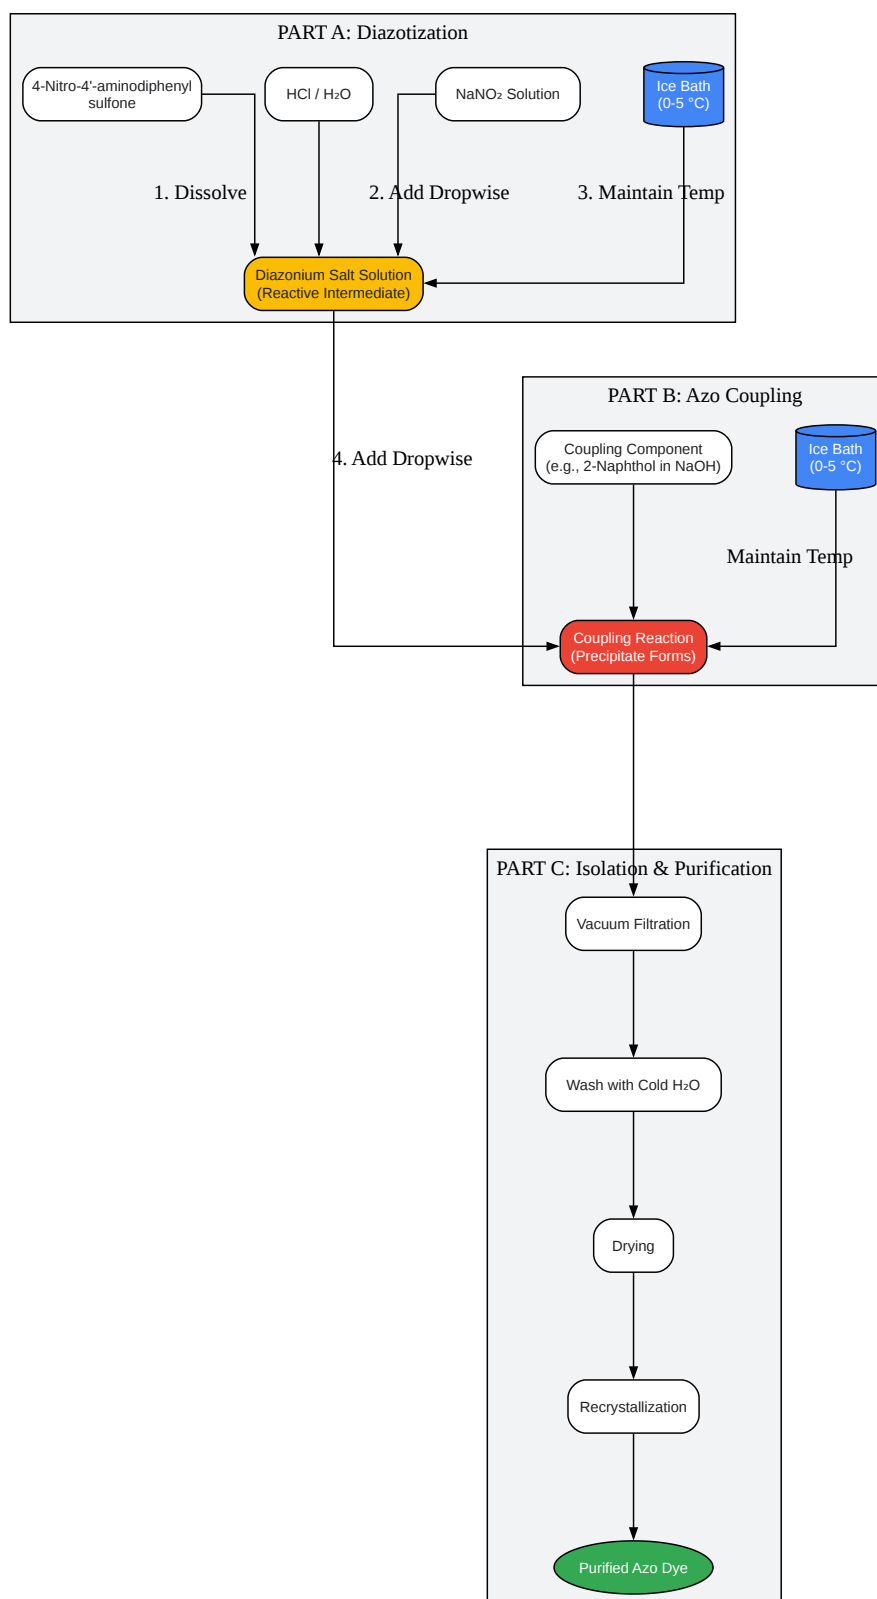 PART A: Diazotization
4-Nitro-4'-aminodiphenyl
sulfone
HCl / H₂O
NaNO₂ Solution
Ice Bath
(0-5 °C)
1. Dissolve
2. Add Dropwise
3. Maintain Temp
Diazonium Salt Solution
(Reactive Intermediate)
4. Add Dropwise
PART B: Azo Coupling
Coupling Component
(e.g., 2-Naphthol in NaOH)
Ice Bath
(0-5 °C)
Maintain Temp
Coupling Reaction
(Precipitate Forms)
PART C: Isolation & Purification
Vacuum Filtration
Wash with Cold H₂O
Drying
Recrystallization
Purified Azo Dye